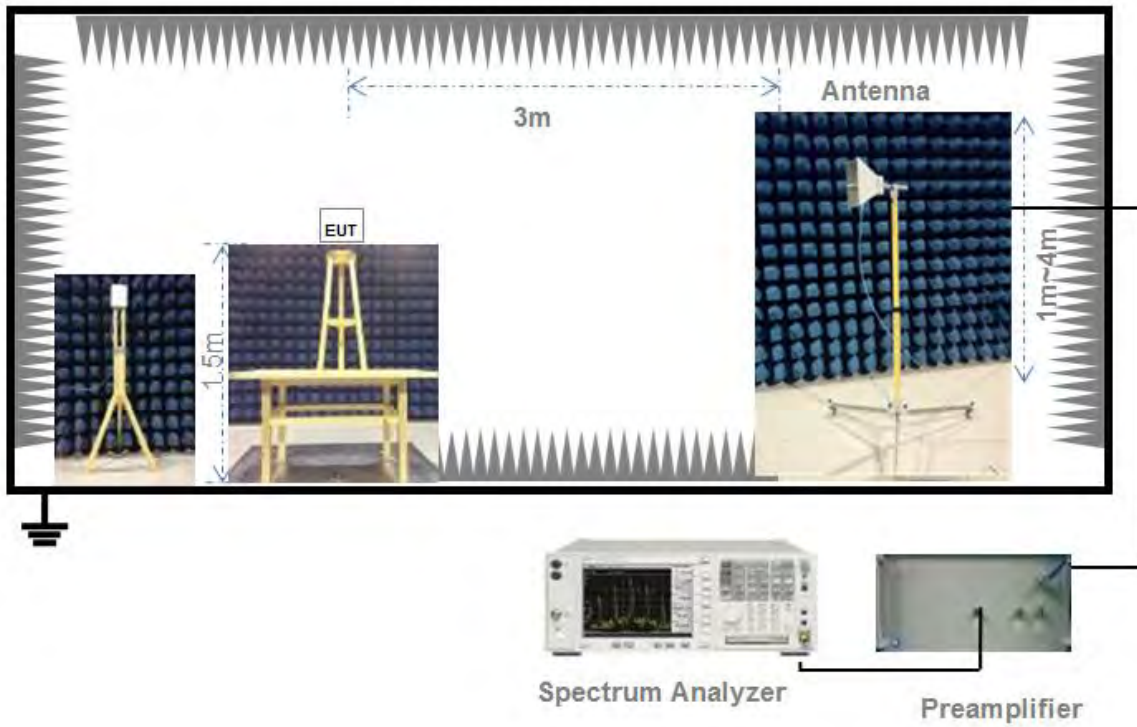 Antenna
3m
EUT
1.5m
1m~4m
Spectrum Analyzer
Preamplifier